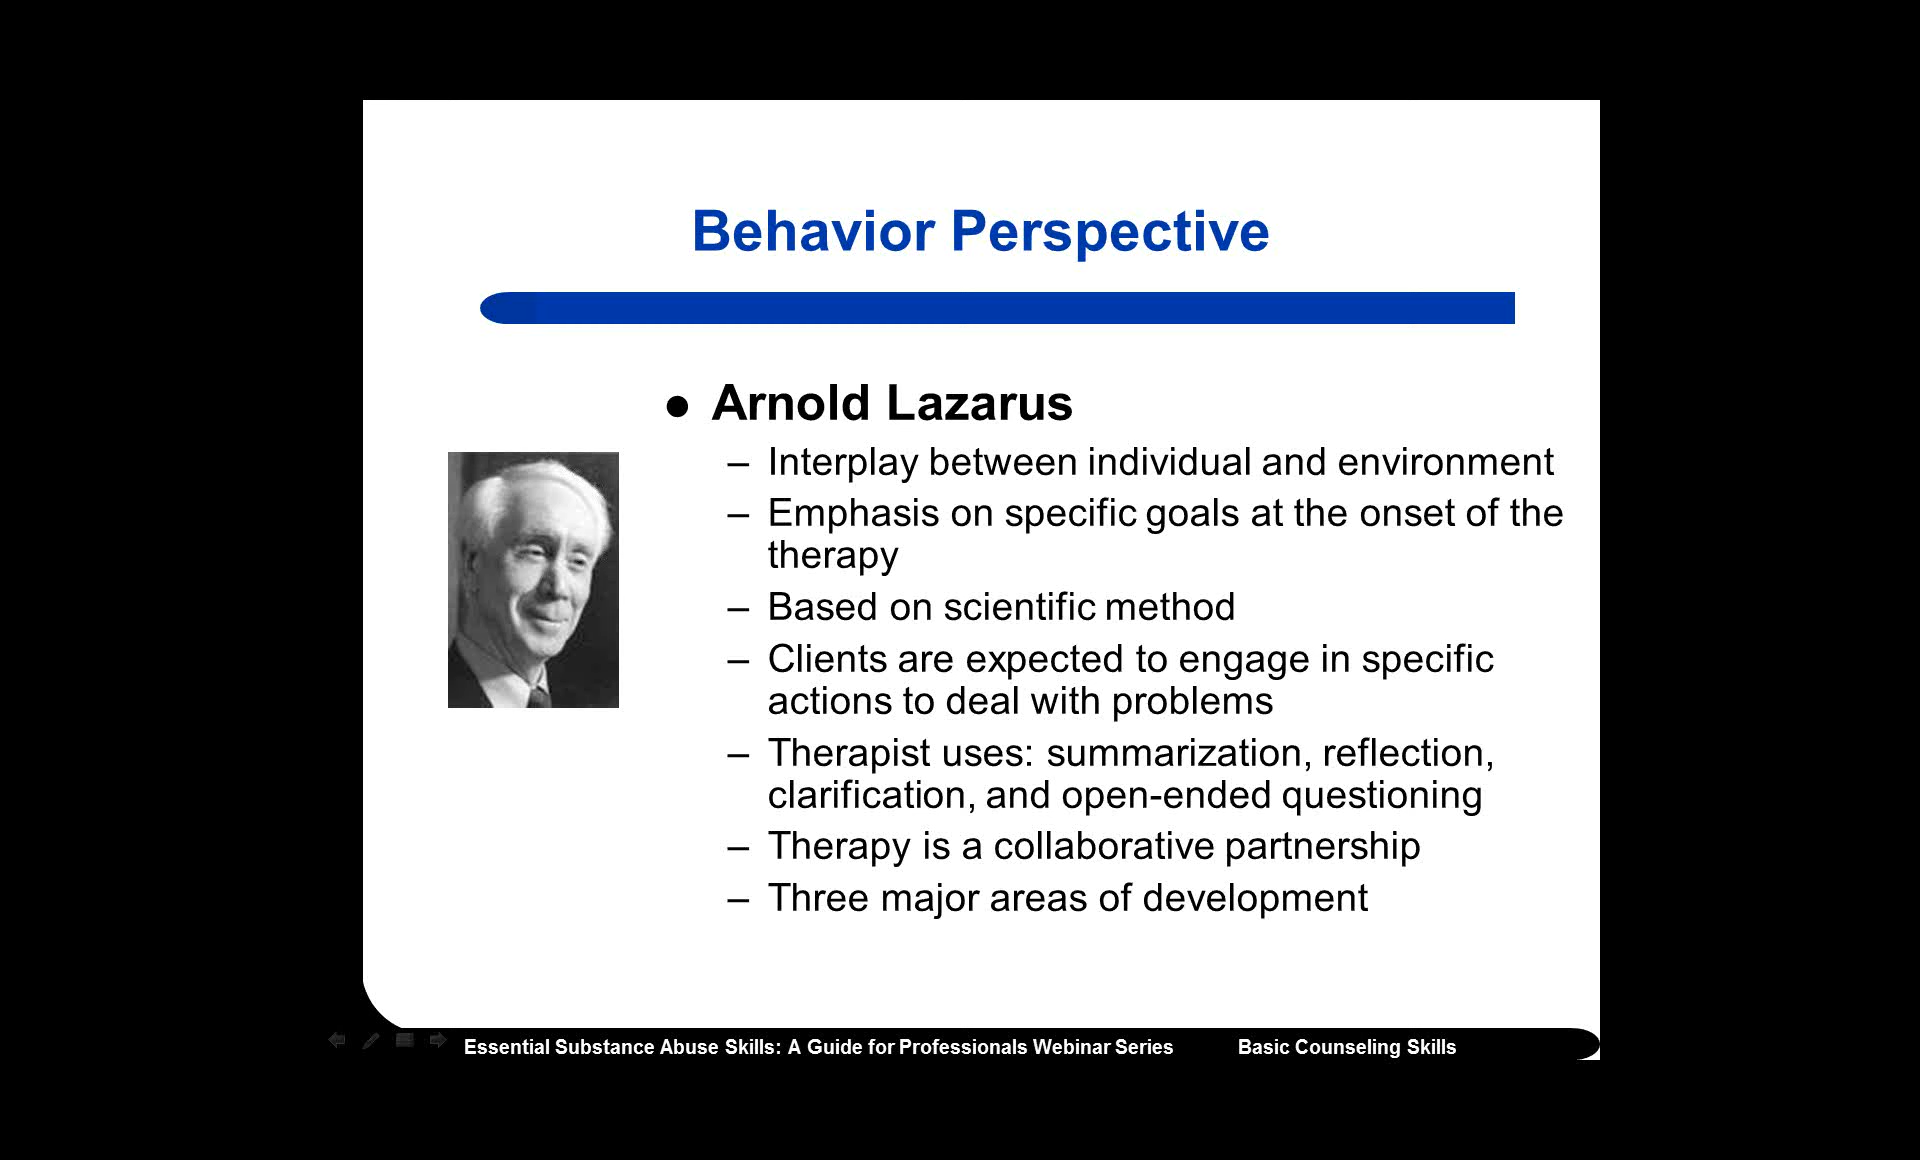 Behavior Perspective
● Arnold Lazarus
– Interplay between individual and environment
– Emphasis on specific goals at the onset of the
therapy
– Based on scientific method
– Clients are expected to engage in specific
actions to deal with problems
– Therapist uses: summarization, reflection,
clarification, and open-ended questioning
– Therapy is a collaborative partnership
– Three major areas of development
Essential Substance Abuse Skills: A Guide for Professionals Webinar Series Basic Counseling Skills